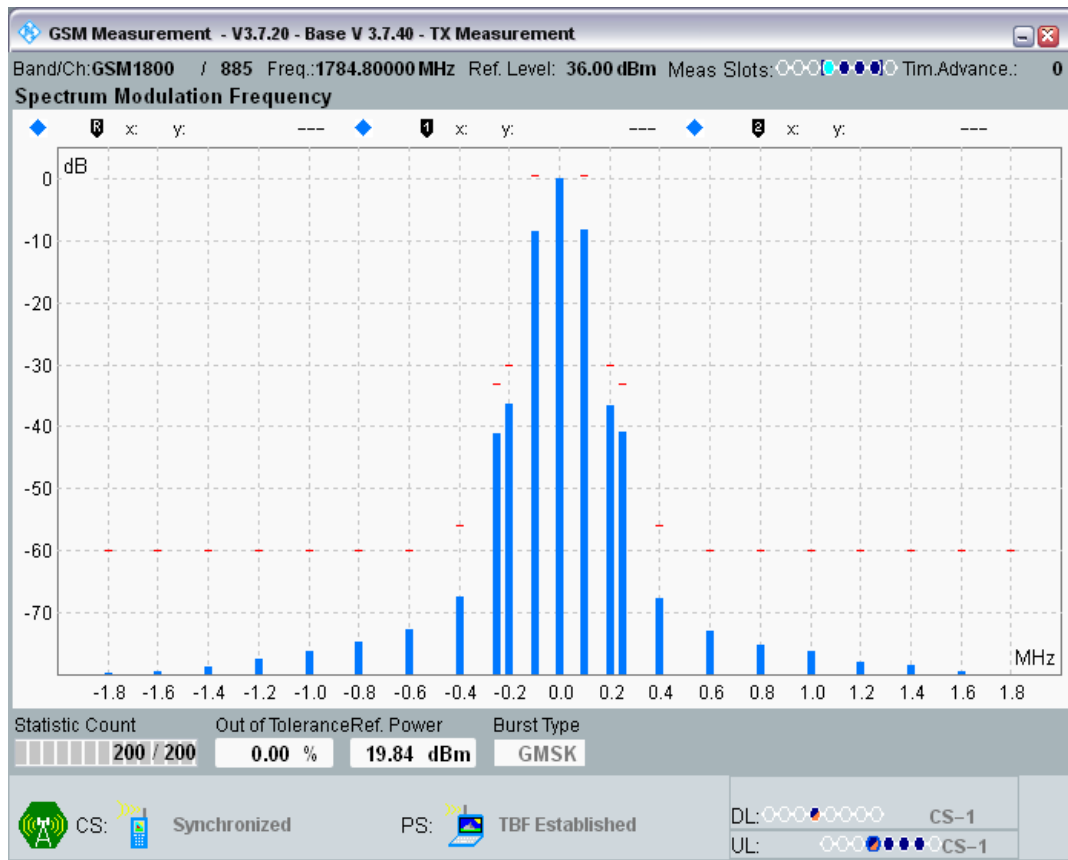 GSM Measurement - V3.7.20 - Base V 3.7.40 - TX Measurement
Band/Ch:GSM1800 / 885 Freq.:1784.80000 MHz Ref. Level: 36.00 dBm Meas Slots: Tim.Advance.: 0
Spectrum Modulation Frequency
R x: y: --- 1 x: y: --- 2 x: y: ---
dB
0
-10
-20
-30
-40
-50
-60
-70
MHz
-1.8 -1.6 -1.4 -1.2 -1.0 -0.8 -0.6 -0.4 -0.2 0.0 0.2 0.4 0.6 0.8 1.0 1.2 1.4 1.6 1.8
Statistic Count Out of Tolerance Ref. Power Burst Type
200 / 200 0.00 % 19.84 dBm GMSK
CS: Synchronized PS: TBF Established
DL: CS-1
UL: CS-1